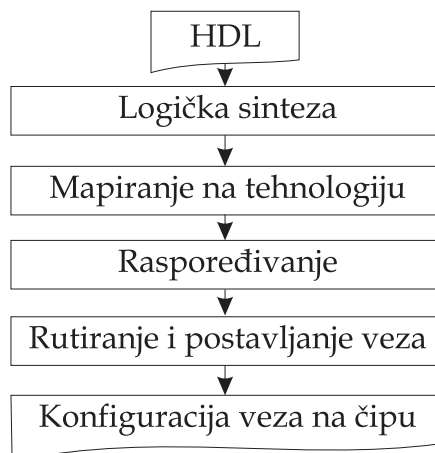 HDL
Logička sinteza
Mapiranje na tehnologiju
Raspoređivanje
Rutiranje i postavljanje veza
Konfiguracija veza na čipu